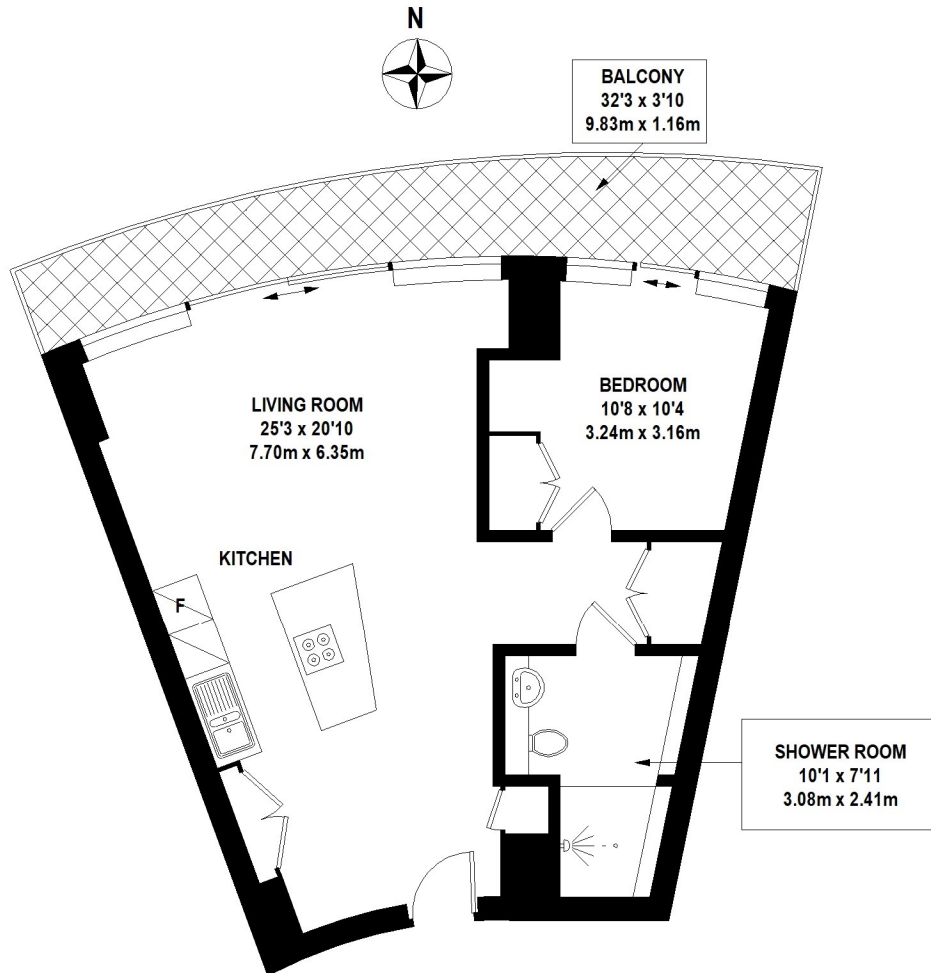 N
BALCONY
32'3 x 3'10
9.83m x 1.16m
LIVING ROOM
25'3 x 20'10
7.70m x 6.35m
BEDROOM
10'8 x 10'4
3.24m x 3.16m
KITCHEN
F
SHOWER ROOM
10'1 x 7'11
3.08m x 2.41m